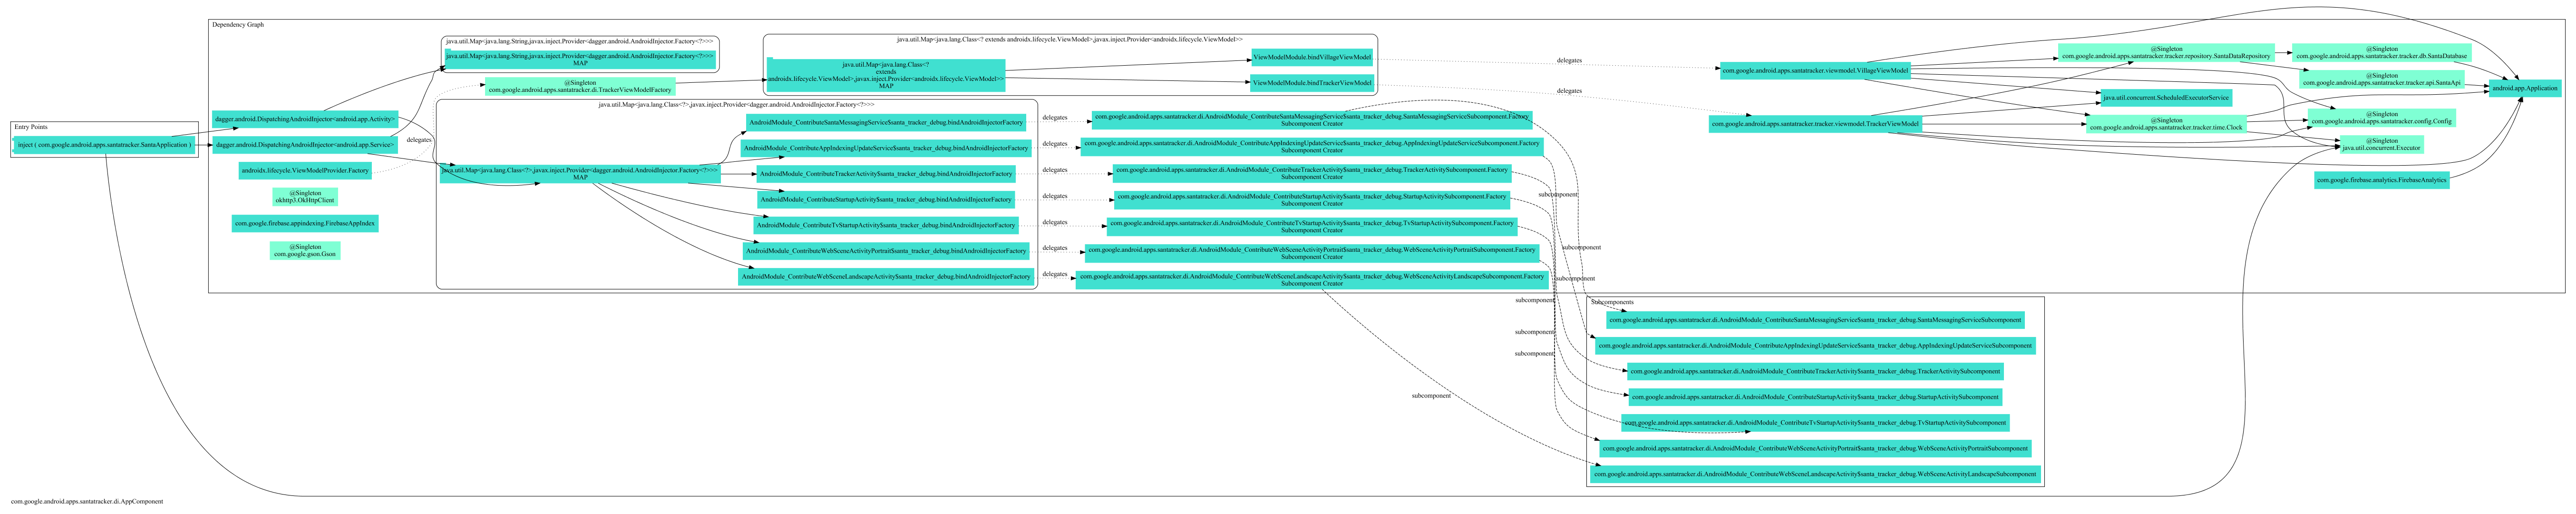 Dependency Graph
java.util.Map<java.lang.String,javax.inject.Provider<dagger.android.AndroidInjector.Factory<?>>>
java.util.Map<java.lang.String,javax.inject.Provider<dagger.android.AndroidInjector.Factory<?>>>
MAP
java.util.Map<java.lang.Class<? extends androidx.lifecycle.ViewModel>,javax.inject.Provider<androidx.lifecycle.ViewModel>>
java.util.Map<java.lang.Class<?
extends
androidx.lifecycle.ViewModel>,javax.inject.Provider<androidx.lifecycle.ViewModel>>
MAP
ViewModelModule.bindVillageViewModel
ViewModelModule.bindTrackerViewModel
@Singleton
com.google.android.apps.santatracker.di.TrackerViewModelFactory
java.util.Map<java.lang.Class<?>,javax.inject.Provider<dagger.android.AndroidInjector.Factory<?>>>
Entry Points
inject ( com.google.android.apps.santatracker.SantaApplication )
dagger.android.DispatchingAndroidInjector<android.app.Activity>
dagger.android.DispatchingAndroidInjector<android.app.Service>
delegates
androidx.lifecycle.ViewModelProvider.Factory
@Singleton
okhttp3.OkHttpClient
com.google.firebase.appindexing.FirebaseAppIndex
@Singleton
com.google.gson.Gson
java.util.Map<java.lang.Class<?>,javax.inject.Provider<dagger.android.AndroidInjector.Factory<?>>>
MAP
AndroidModule_ContributeSantaMessagingService$santa_tracker_debug.bindAndroidInjectorFactory
AndroidModule_ContributeAppIndexingUpdateService$santa_tracker_debug.bindAndroidInjectorFactory
AndroidModule_ContributeTrackerActivity$santa_tracker_debug.bindAndroidInjectorFactory
AndroidModule_ContributeStartupActivity$santa_tracker_debug.bindAndroidInjectorFactory
AndroidModule_ContributeTvStartupActivity$santa_tracker_debug.bindAndroidInjectorFactory
AndroidModule_ContributeWebSceneActivityPortrait$santa_tracker_debug.bindAndroidInjectorFactory
AndroidModule_ContributeWebSceneLandscapeActivity$santa_tracker_debug.bindAndroidInjectorFactory
delegates
delegates
delegates
delegates
delegates
delegates
delegates
com.google.android.apps.santatracker.di.AndroidModule_ContributeSantaMessagingService$santa_tracker_debug.SantaMessagingServiceSubcomponent.Factory
Subcomponent Creator
com.google.android.apps.santatracker.di.AndroidModule_ContributeAppIndexingUpdateService$santa_tracker_debug.AppIndexingUpdateServiceSubcomponent.Factory
Subcomponent Creator
com.google.android.apps.santatracker.di.AndroidModule_ContributeTrackerActivity$santa_tracker_debug.TrackerActivitySubcomponent.Factory
Subcomponent Creator
com.google.android.apps.santatracker.di.AndroidModule_ContributeStartupActivity$santa_tracker_debug.StartupActivitySubcomponent.Factory
Subcomponent Creator
com.google.android.apps.santatracker.di.AndroidModule_ContributeTvStartupActivity$santa_tracker_debug.TvStartupActivitySubcomponent.Factory
Subcomponent Creator
com.google.android.apps.santatracker.di.AndroidModule_ContributeWebSceneActivityPortrait$santa_tracker_debug.WebSceneActivityPortraitSubcomponent.Factory
Subcomponent Creator
com.google.android.apps.santatracker.di.AndroidModule_ContributeWebSceneLandscapeActivity$santa_tracker_debug.WebSceneActivityLandscapeSubcomponent.Factory
Subcomponent Creator
delegates
delegates
com.google.android.apps.santatracker.viewmodel.VillageViewModel
com.google.android.apps.santatracker.tracker.viewmodel.TrackerViewModel
@Singleton
com.google.android.apps.santatracker.tracker.repository.SantaDataRepository
@Singleton
com.google.android.apps.santatracker.tracker.db.SantaDatabase
@Singleton
com.google.android.apps.santatracker.tracker.api.SantaApi
android.app.Application
java.util.concurrent.ScheduledExecutorService
@Singleton
com.google.android.apps.santatracker.tracker.time.Clock
@Singleton
com.google.android.apps.santatracker.config.Config
@Singleton
java.util.concurrent.Executor
com.google.firebase.analytics.FirebaseAnalytics
subcomponent
subcomponent
subcomponent
subcomponent
subcomponent
subcomponent
subcomponent
Subcomponents
com.google.android.apps.santatracker.di.AndroidModule_ContributeSantaMessagingService$santa_tracker_debug.SantaMessagingServiceSubcomponent
com.google.android.apps.santatracker.di.AndroidModule_ContributeAppIndexingUpdateService$santa_tracker_debug.AppIndexingUpdateServiceSubcomponent
com.google.android.apps.santatracker.di.AndroidModule_ContributeTrackerActivity$santa_tracker_debug.TrackerActivitySubcomponent
com.google.android.apps.santatracker.di.AndroidModule_ContributeStartupActivity$santa_tracker_debug.StartupActivitySubcomponent
com.google.android.apps.santatracker.di.AndroidModule_ContributeTvStartupActivity$santa_tracker_debug.TvStartupActivitySubcomponent
com.google.android.apps.santatracker.di.AndroidModule_ContributeWebSceneActivityPortrait$santa_tracker_debug.WebSceneActivityPortraitSubcomponent
com.google.android.apps.santatracker.di.AndroidModule_ContributeWebSceneLandscapeActivity$santa_tracker_debug.WebSceneActivityLandscapeSubcomponent
com.google.android.apps.santatracker.di.AppComponent